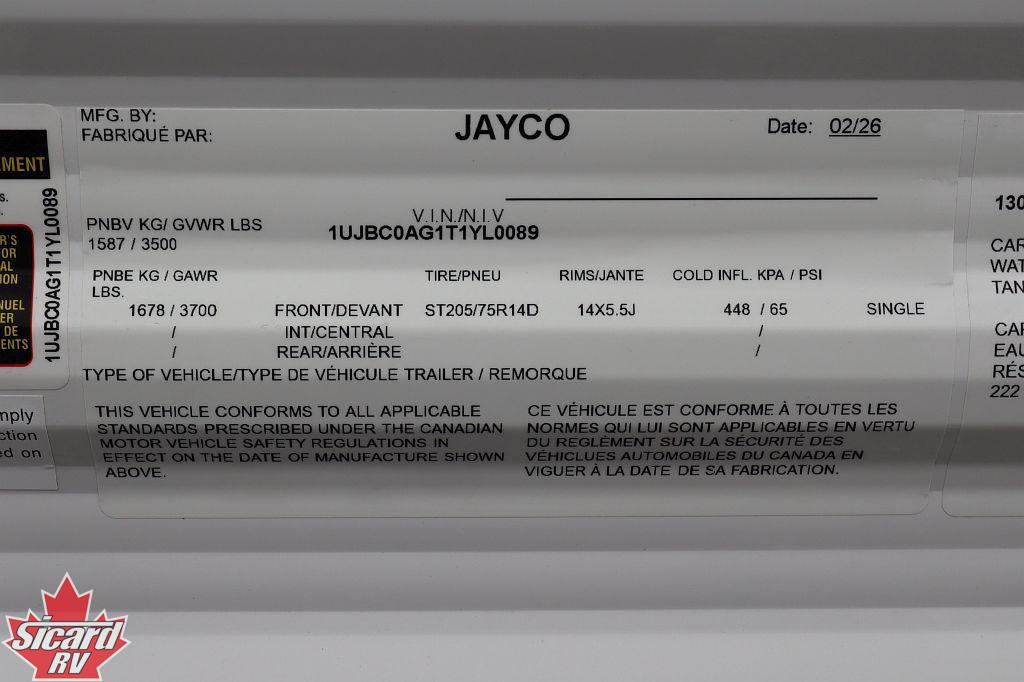 MFG. BY:
FABRIQUÉ PAR:
JAYCO
Date: 02/26
PNBV KG/ GVWR LBS
1587 / 3500
V.I.N./N.I.V
1UJBC0AG1T1YL0089
PNBE KG / GAWR LBS.
TIRE/PNEU
RIMS/JANTE
COLD INFL. KPA / PSI
1678 / 3700 FRONT/DEVANT ST205/75R14D 14X5.5J 448 / 65 SINGLE
/ INT/CENTRAL /
/ REAR/ARRIÈRE /
TYPE OF VEHICLE/TYPE DE VÉHICULE TRAILER / REMORQUE
THIS VEHICLE CONFORMS TO ALL APPLICABLE
STANDARDS PRESCRIBED UNDER THE CANADIAN
MOTOR VEHICLE SAFETY REGULATIONS IN
EFFECT ON THE DATE OF MANUFACTURE SHOWN
ABOVE.
CE VÉHICULE EST CONFORME À TOUTES LES
NORMES QUI LUI SONT APPLICABLES EN VERTU
DU REGLÈMENT SUR LA SÉCURITÉ DES
VÉHICLUES AUTOMOBILES DU CANADA EN
VIGUER À LA DATE DE SA FABRICATION.
1UJBC0AG1T1YL0089
130
222
Sicard
RV